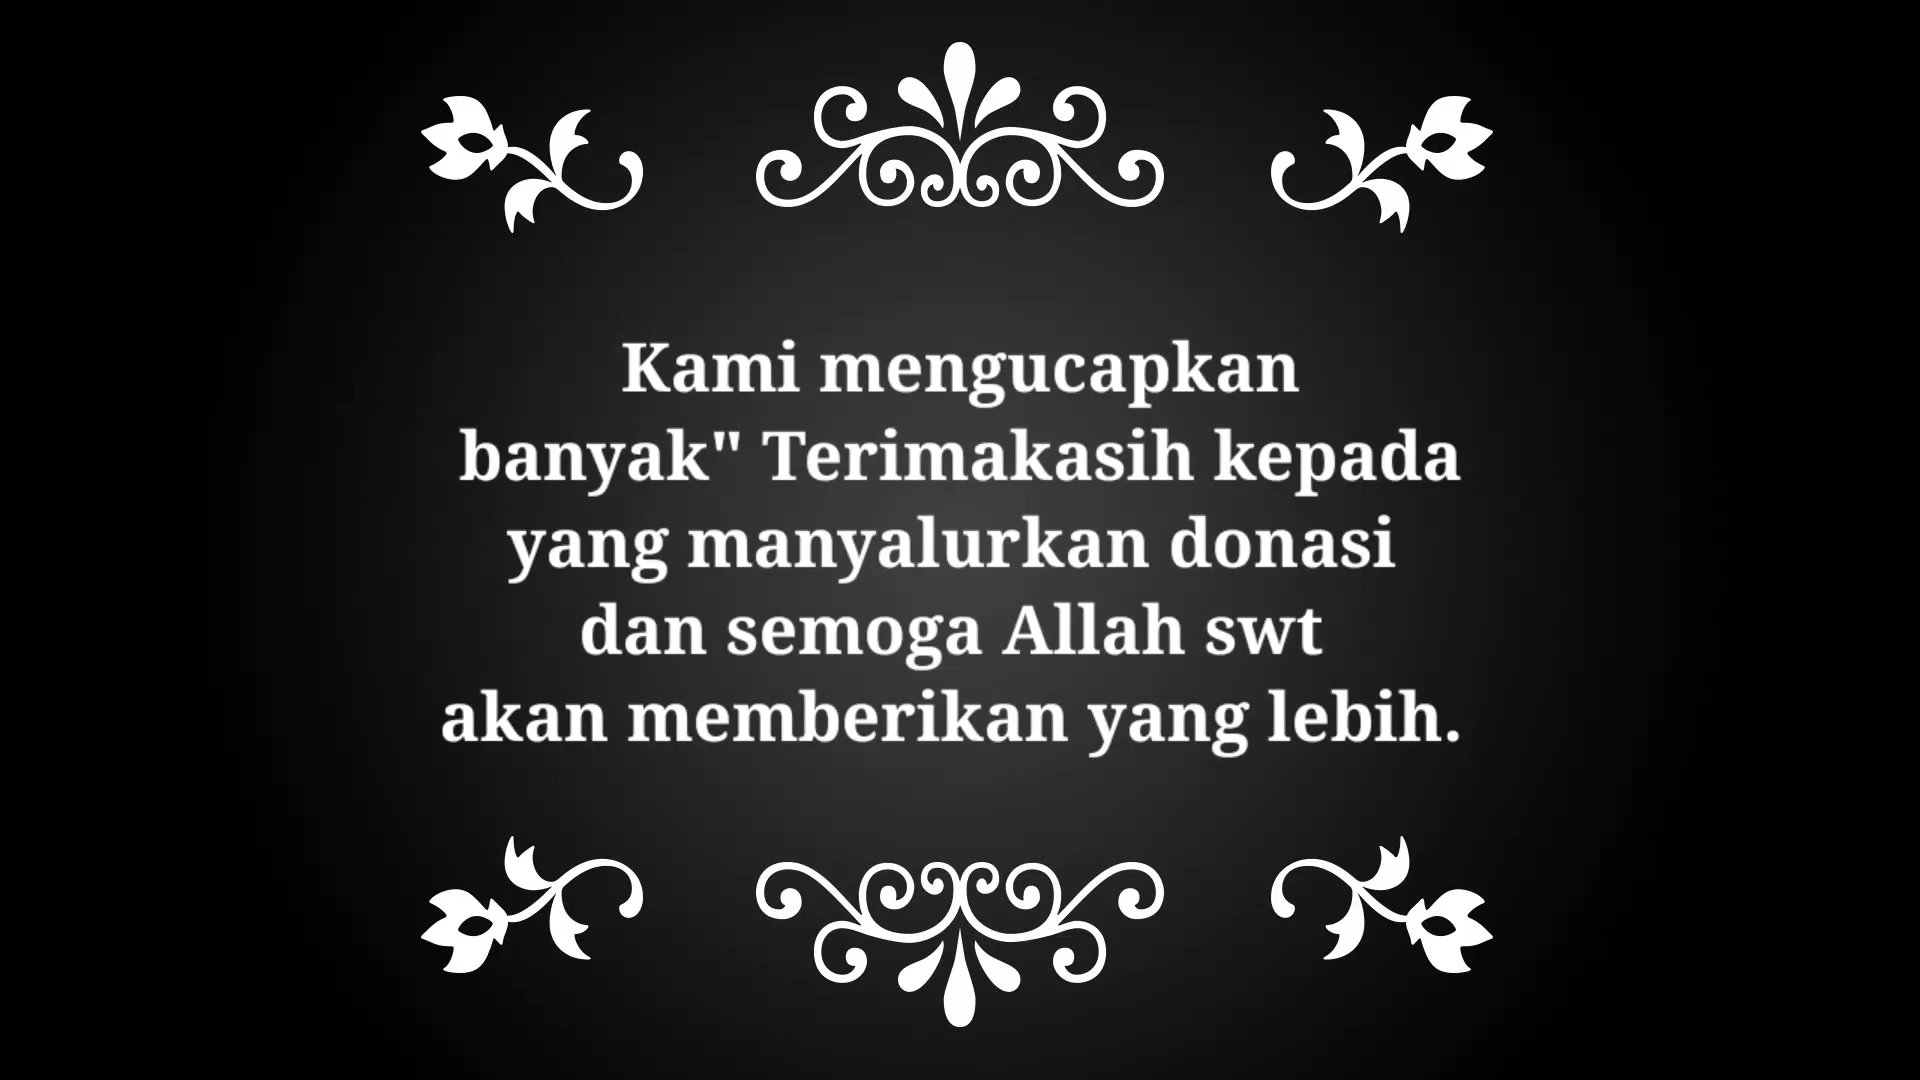 Kami mengucapkan
banyak" Terimakasih kepada
yang manyalurkan donasi
dan semoga Allah swt
akan memberikan yang lebih.